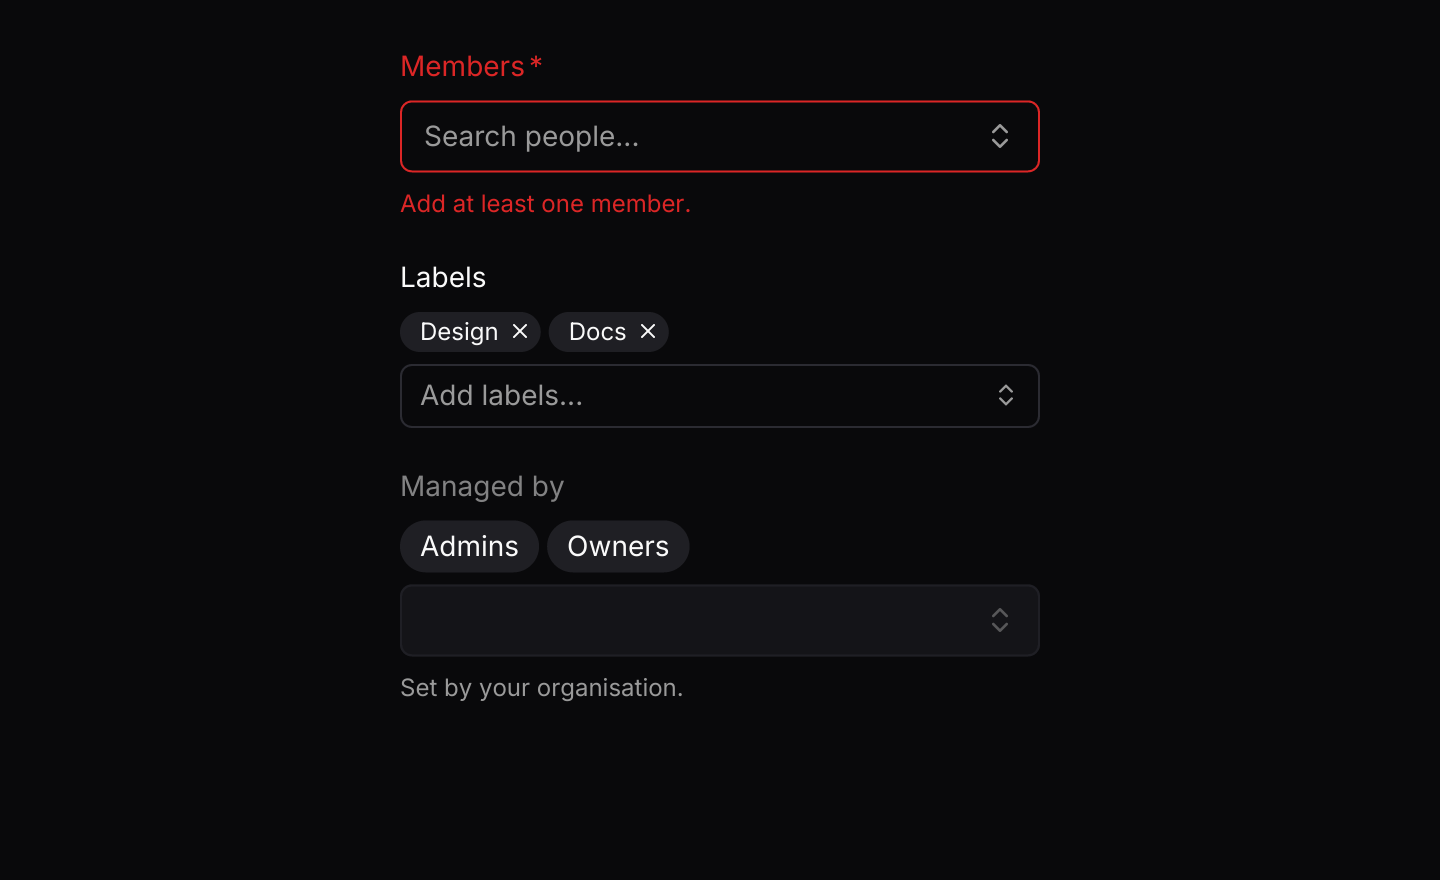 Members*
Search people...
Add at least one member.
Labels
Design Docs
Add labels...
Managed by
Admins Owners
Set by your organisation.